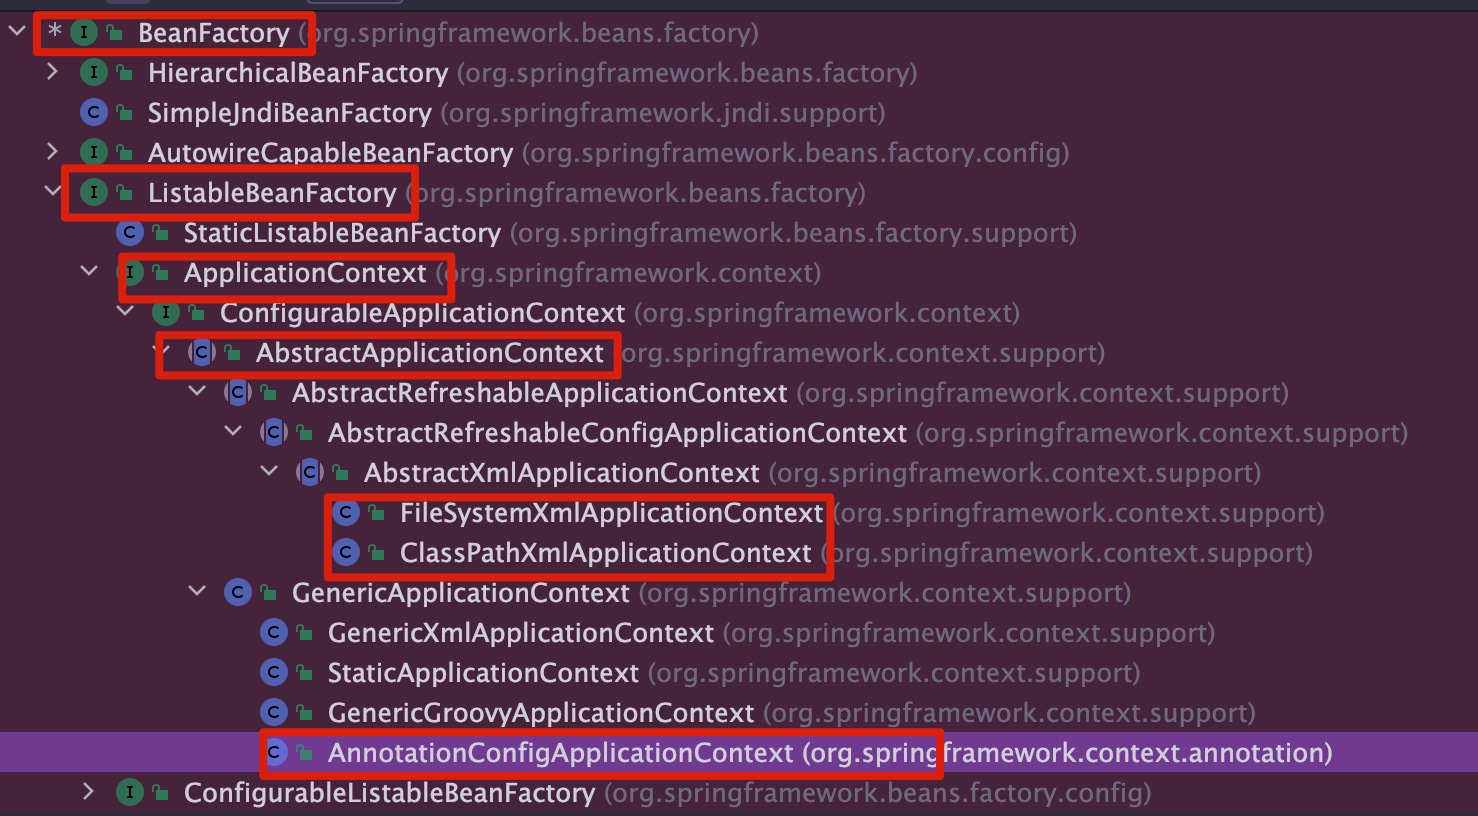 * I BeanFactory (org.springframework.beans.factory)
I HierarchicalBeanFactory (org.springframework.beans.factory)
C SimpleJndiBeanFactory (org.springframework.jndi.support)
I AutowireCapableBeanFactory (org.springframework.beans.factory.config)
I ListableBeanFactory (org.springframework.beans.factory)
C StaticListableBeanFactory (org.springframework.beans.factory.support)
I ApplicationContext (org.springframework.context)
I ConfigurableApplicationContext (org.springframework.context)
C AbstractApplicationContext (org.springframework.context.support)
C AbstractRefreshableApplicationContext (org.springframework.context.support)
C AbstractRefreshableConfigApplicationContext (org.springframework.context.support)
C AbstractXmlApplicationContext (org.springframework.context.support)
C FileSystemXmlApplicationContext (org.springframework.context.support)
C ClassPathXmlApplicationContext (org.springframework.context.support)
C GenericApplicationContext (org.springframework.context.support)
C GenericXmlApplicationContext (org.springframework.context.support)
C StaticApplicationContext (org.springframework.context.support)
C GenericGroovyApplicationContext (org.springframework.context.support)
C AnnotationConfigApplicationContext (org.springframework.context.annotation)
I ConfigurableListableBeanFactory (org.springframework.beans.factory.config)